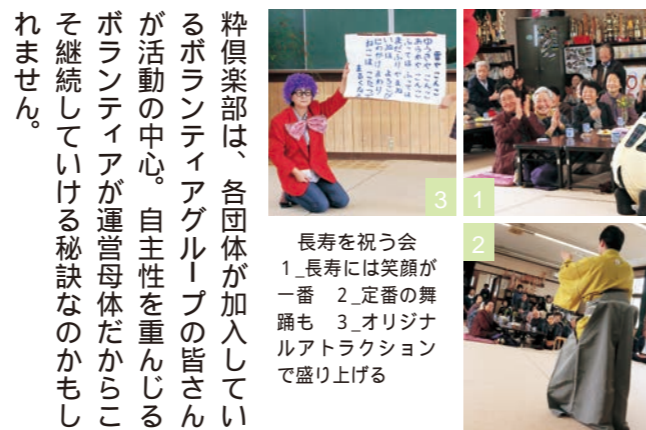 粋倶楽部は、各団体が加入してい
るボランティアグループの皆さん
が活動の中心。自主性を重んじる
ボランティアが運営母体だからこ
そ継続していける秘訣なのかもし
れません。
3
1
2
長寿を祝う会
1_長寿には笑顔が
一番 2_定番の舞
踊も 3_オリジナ
ルアトラクション
で盛り上げる
雪やこんこ